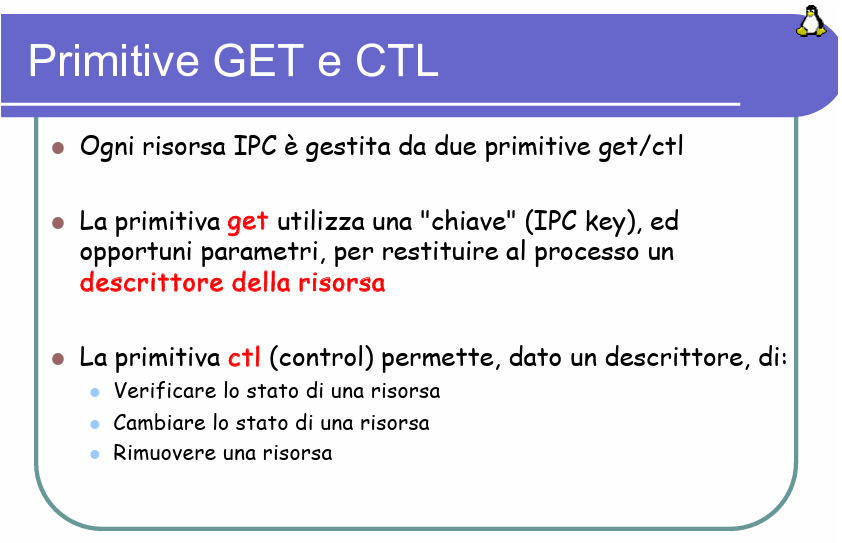 Primitive GET e CTL
Ogni risorsa IPC è gestita da due primitive get/ctl
La primitiva get utilizza una "chiave" (IPC key), ed
opportuni parametri, per restituire al processo un
descrittore della risorsa
La primitiva ctl (control) permette, dato un descrittore, di:
Verificare lo stato di una risorsa
Cambiare lo stato di una risorsa
Rimuovere una risorsa